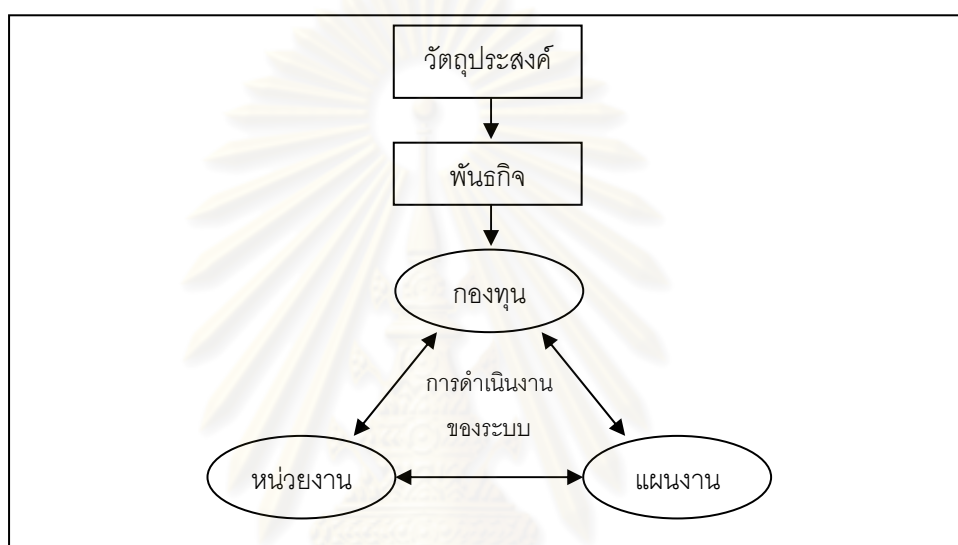 วัตถุประสงค์
พันธกิจ
กองทุน
การดำเนินงาน
ของระบบ
หน่วยงาน
แผนงาน